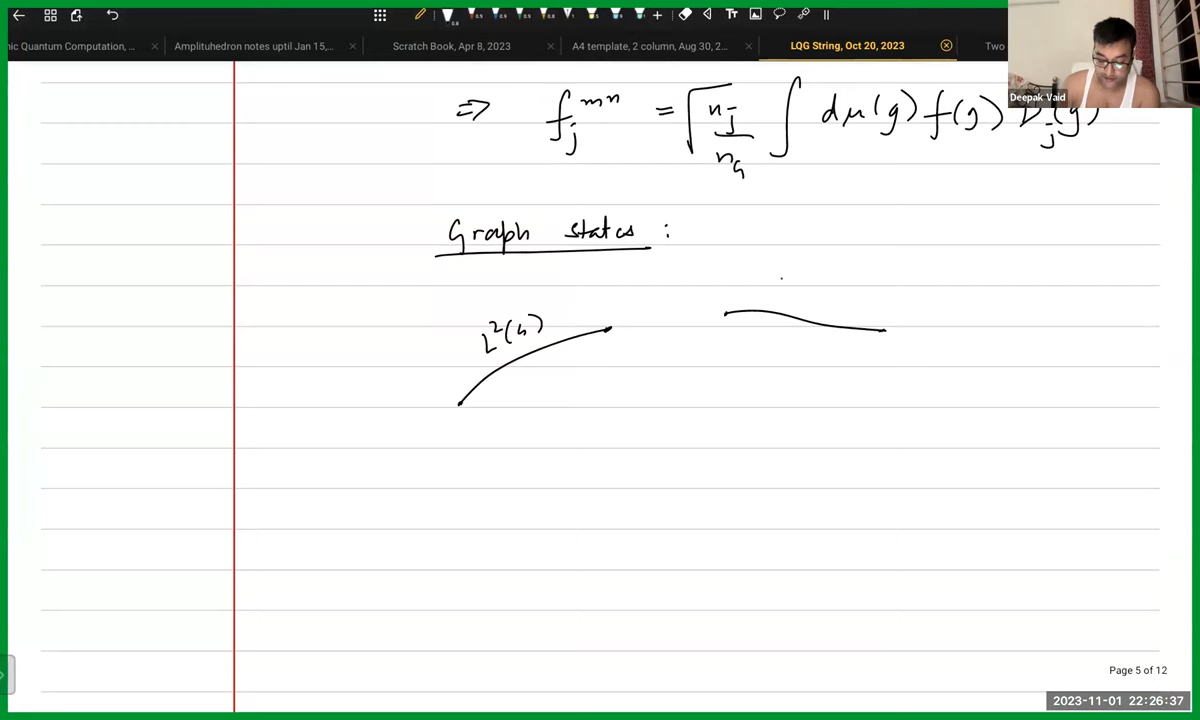 nic Quantum Computation, ...
Amplituhedron notes uptil Jan 15,...
Scratch Book, Apr 8, 2023
A4 template, 2 column, Aug 30, 2...
LQG String, Oct 20, 2023
Two
Deepak Vaid
⇒ f_j^{mn} = √(n_j/n_G) ∫ dμ(g) f(g) D_j(g)
Graph states :
L²(G)
Page 5 of 12
2023-11-01 22:26:37